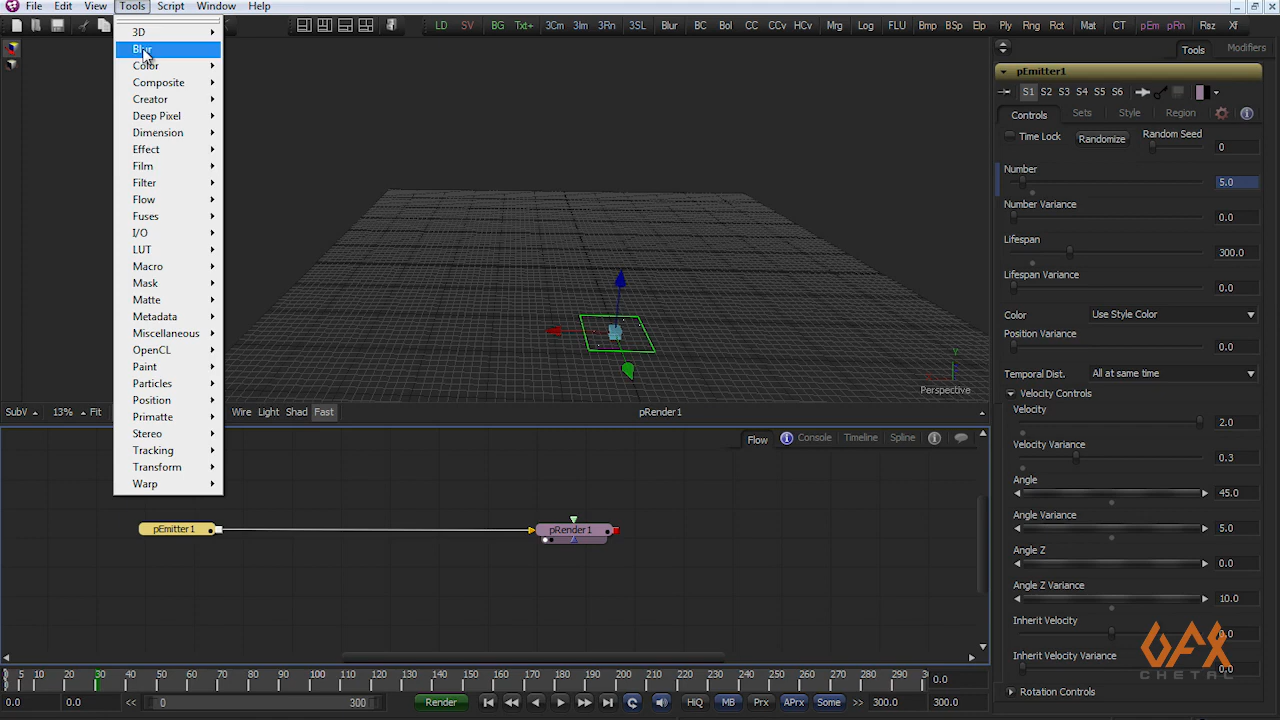 File Edit View Tools Script Window Help
LD SV BG Txt+ 3Cm 3Im 3Rn 3SL Blur BC Bol CC CCv Mrg Log FLU Bmp BSp Elp Ply Rng Rct Mat CT pEm pRn Rsz Xf
3D
Blur
Color
Composite
Creator
Deep Pixel
Dimension
Effect
Film
Filter
Flow
Fuses
I/O
LUT
Macro
Mask
Matte
Metadata
Miscellaneous
OpenCL
Paint
Particles
Position
Primatte
Stereo
Tracking
Transform
Warp
Y
Perspective
SubV 13% Fit Wire Light Shad Fast pRender1
Flow Console Timeline Spline
pEmitter1 pRender1
Tools Modifiers
pEmitter1
S1 S2 S3 S4 S5 S6
Controls Sets Style Region
Time Lock Randomize Random Seed 0
Number 5.0
Number Variance 0.0
Lifespan 300.0
Lifespan Variance 0.0
Color Use Style Color
Position Variance 0.0
Temporal Dist. All at same time
Velocity Controls
Velocity 2.0
Velocity Variance 0.3
Angle 45.0
Angle Variance 5.0
Angle Z 0.0
Angle Z Variance 10.0
Inherit Velocity 0.0
Inherit Velocity Variance 0.0
Rotation Controls
GFX
CHETAL
0 5 10 20 30 40 50 60 70 80 90 100 110 120 130 140 150 160 170 180 190 200 210 220 230 240 250 260 270 280 290 0.0
0.0 0.0 << 0 300 Render HiQ MB Prx APrx Some >> 300.0 300.0